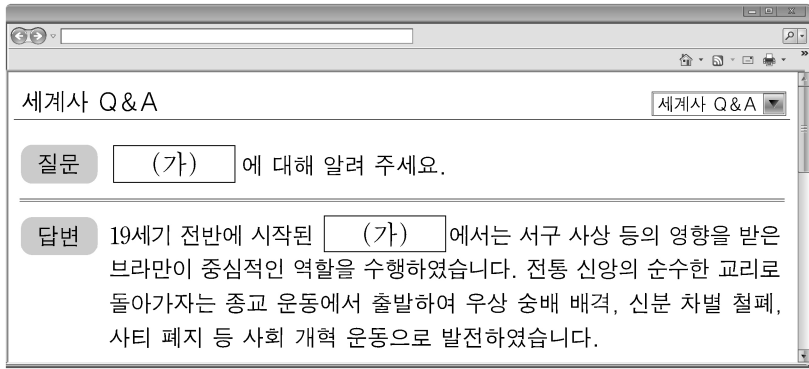 세계사 Q&A
세계사 Q&A
질문 (가) 에 대해 알려 주세요.
답변 19세기 전반에 시작된 (가) 에서는 서구 사상 등의 영향을 받은
브라만이 중심적인 역할을 수행하였습니다. 전통 신앙의 순수한 교리로
돌아가자는 종교 운동에서 출발하여 우상 숭배 배격, 신분 차별 철폐,
사티 폐지 등 사회 개혁 운동으로 발전하였습니다.